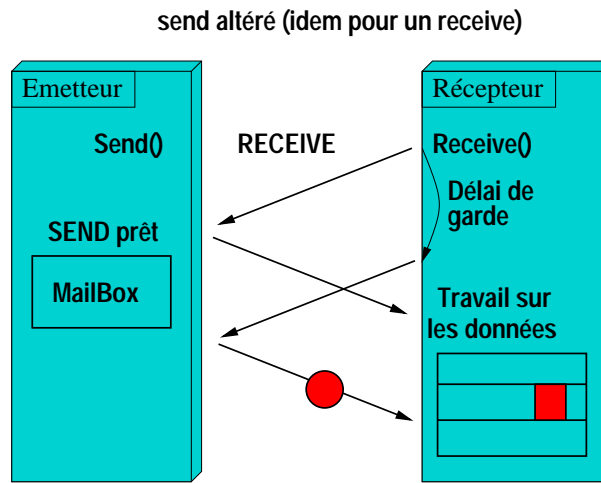 send altéré (idem pour un receive)
Emetteur
Récepteur
Send()
RECEIVE
Receive()
Délai de
garde
SEND prêt
MailBox
Travail sur
les données